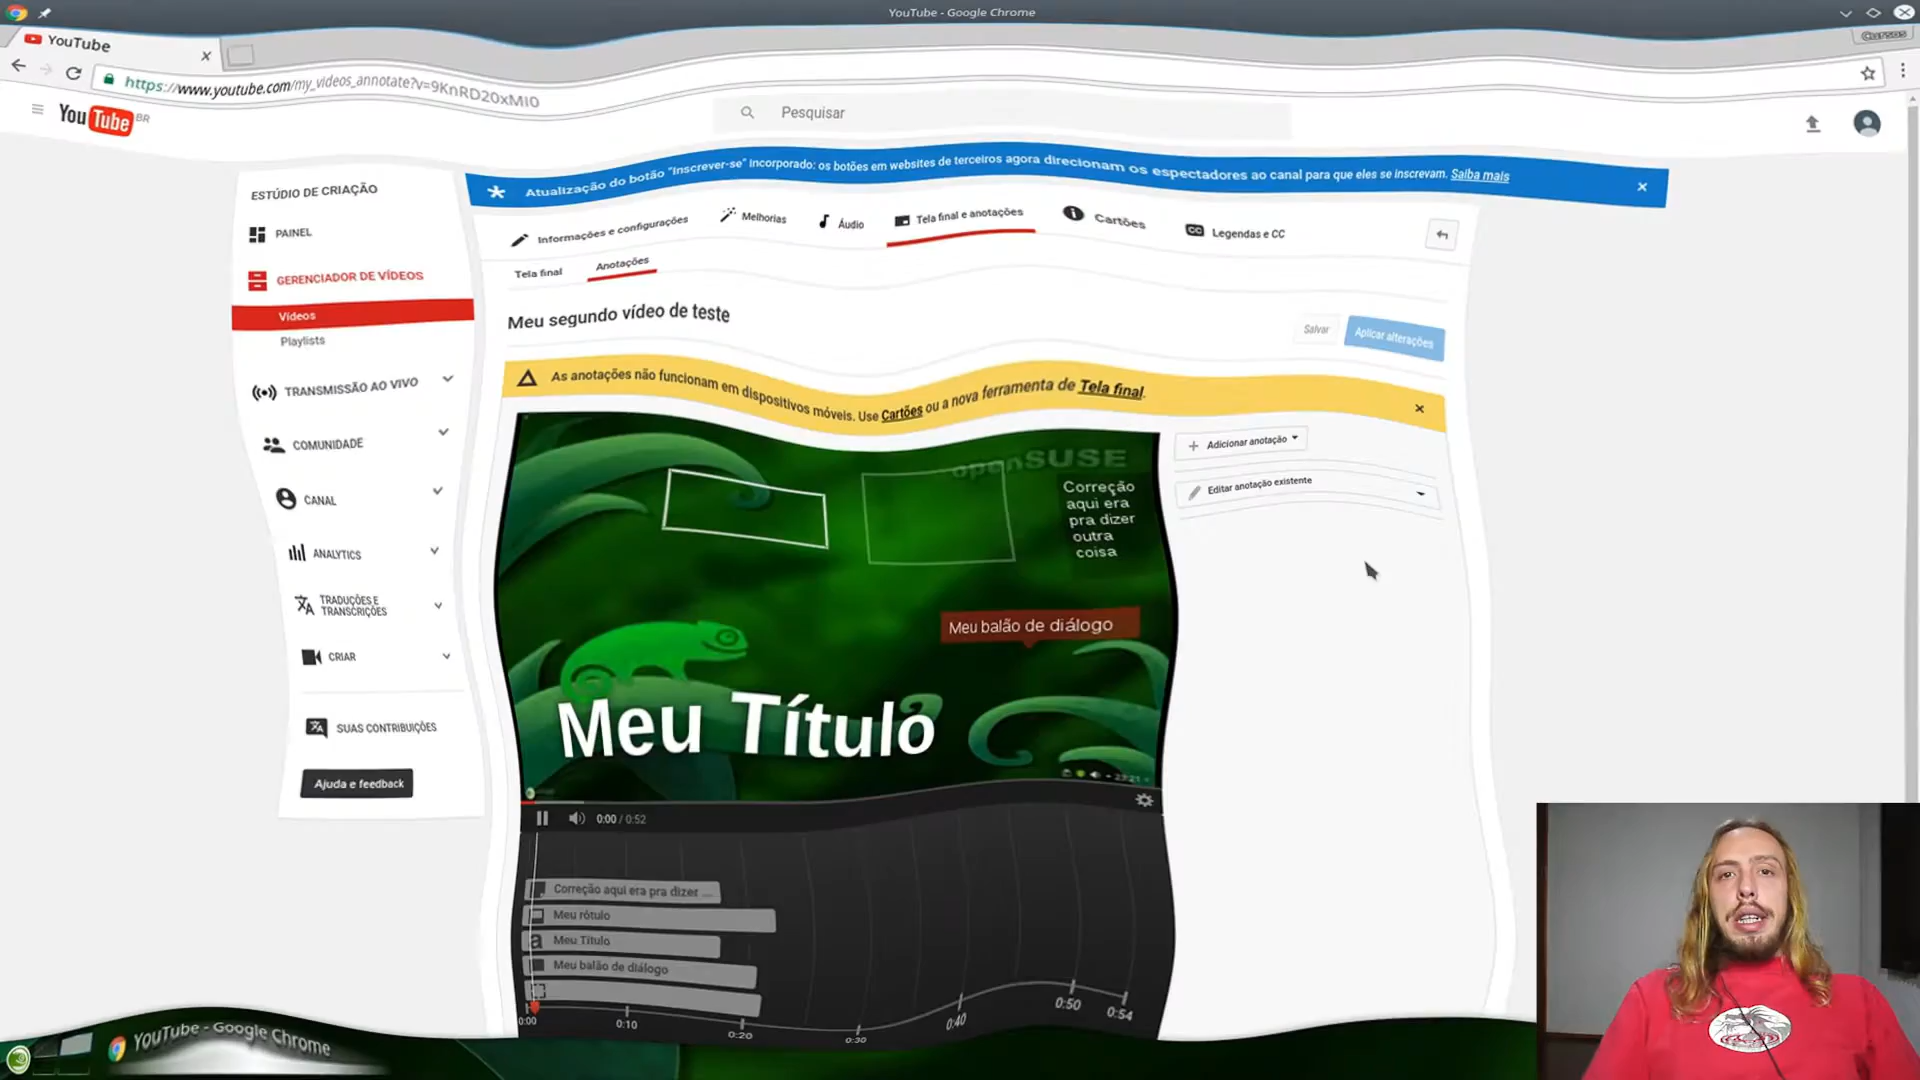 YouTube - Google Chrome
Cursos
YouTube
https://www.youtube.com/my_videos_annotate?v=9KnRD20xMI0
YouTube BR
Pesquisar
Atualização do botão "Inscrever-se" incorporado: os botões em websites de terceiros agora direcionam os espectadores ao canal para que eles se inscrevam. Saiba mais
ESTÚDIO DE CRIAÇÃO
PAINEL
GERENCIADOR DE VÍDEOS
Vídeos
Playlists
TRANSMISSÃO AO VIVO
COMUNIDADE
CANAL
ANALYTICS
TRADUÇÕES E
TRANSCRIÇÕES
CRIAR
SUAS CONTRIBUIÇÕES
Ajuda e feedback
Informações e configurações
Melhorias
Áudio
Tela final e anotações
Cartões
CC Legendas e CC
Tela final
Anotações
Meu segundo vídeo de teste
Salvar
Aplicar alterações
As anotações não funcionam em dispositivos móveis. Use Cartões ou a nova ferramenta de Tela final.
Adicionar anotação
Editar anotação existente
openSUSE
Correção
aqui era
pra dizer
outra
coisa
Meu balão de diálogo
Meu Título
23:21
0:00 / 0:52
Correção aqui era pra dizer ...
Meu rótulo
a Meu Título
Meu balão de diálogo
0:00
0:10
0:20
0:30
0:40
0:50
0:54
YouTube - Google Chrome